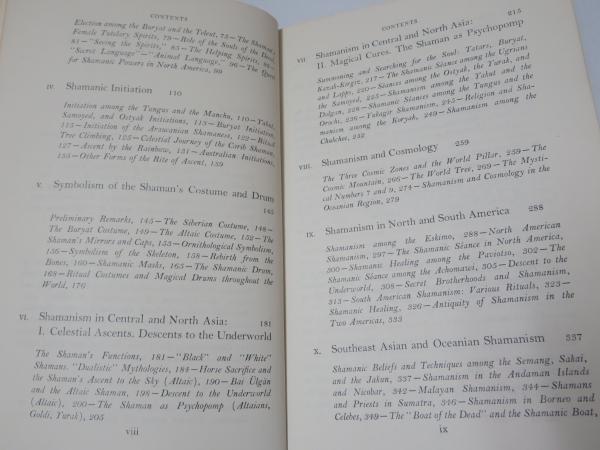 CONTENTS
Election among the Buryat and the Teleut, 75—The Shaman's
Female Tutelary Spirits, 79—Role of the Souls of the Dead,
81—"Seeing the Spirits," 85—The Helping Spirits, 88—
"Secret Language"—"Animal Language," 96—The Quest
for Shamanic Powers in North America, 99
IV. Shamanic Initiation 110
Initiation among the Tungus and the Manchu, 110—Yakut,
Samoyed, and Ostyak Initiations, 113—Buryat Initiation,
115—Initiation of the Araucanian Shamaness, 122—Ritual
Tree Climbing, 125—Celestial Journey of the Carib Shaman,
127—Ascent by the Rainbow, 131—Australian Initiations,
135—Other Forms of the Rite of Ascent, 139
V. Symbolism of the Shaman's Costume and Drum
145
Preliminary Remarks, 145—The Siberian Costume, 148—
The Buryat Costume, 149—The Altaic Costume, 152—The
Shaman's Mirrors and Caps, 153—Ornithological Symbolism,
156—Symbolism of the Skeleton, 158—Rebirth from the
Bones, 160—Shamanic Masks, 165—The Shamanic Drum,
168—Ritual Costumes and Magical Drums throughout the
World, 176
VI. Shamanism in Central and North Asia: 181
I. Celestial Ascents. Descents to the Underworld
The Shaman's Functions, 181—"Black" and "White"
Shamans. "Dualistic" Mythologies, 184—Horse Sacrifice and
the Shaman's Ascent to the Sky (Altaic), 190—Bai Ülgän
and the Altaic Shaman, 198—Descent to the Underworld
(Altaic), 200—The Shaman as Psychopomp (Altaians,
Goldi, Yurak), 205
viii
CONTENTS
VII Shamanism in Central and North Asia: 215
II. Magical Cures. The Shaman as Psychopomp
Summoning and Searching for the Soul: Tatars, Buryat,
Kazak-Kirgiz, 217—The Shamanic Séance among the Ugrians
and Lapps, 220—Séances among the Ostyak, the Yurak, and
the Samoyed, 225—Shamanism among the Yakut and the
Dolgan, 228—Shamanic Séances among the Tungus and the
Orochi, 236—Yukagir Shamanism, 245—Religion and Sha-
manism among the Koryak, 249—Shamanism among the
Chukchee, 252
VIII. Shamanism and Cosmology 259
The Three Cosmic Zones and the World Pillar, 259—The
Cosmic Mountain, 266—The World Tree, 269—The Mysti-
cal Numbers 7 and 9, 274—Shamanism and Cosmology in the
Oceanian Region, 279
IX. Shamanism in North and South America 288
Shamanism among the Eskimo, 288—North American
Shamanism, 297—The Shamanic Séance in North America,
300—Shamanic Healing among the Paviotso, 302—The
Shamanic Séance among the Achomawi, 305—Descent to the
Underworld, 308—Secret Brotherhoods and Shamanism,
313—South American Shamanism: Various Rituals, 323—
Shamanic Healing, 326—Antiquity of Shamanism in the
Two Americas, 333
X. Southeast Asian and Oceanian Shamanism 337
Shamanic Beliefs and Techniques among the Semang, Sakai,
and the Jakun, 337—Shamanism in the Andaman Islands
and Nicobar, 342—Malayan Shamanism, 344—Shamans
and Priests in Sumatra, 346—Shamanism in Borneo and
Celebes, 349—The "Boat of the Dead" and the Shamanic Boat,
ix